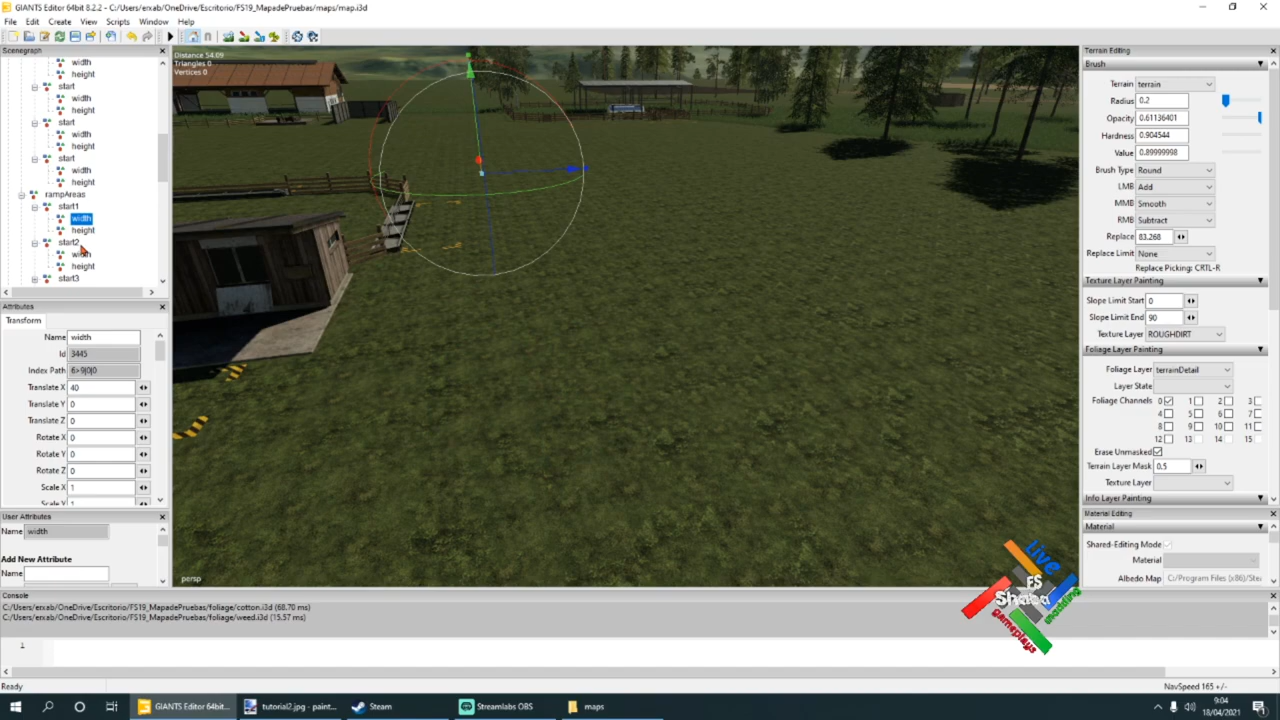 GIANTS Editor 64bit 8.2.2 - C:/Users/erxab/OneDrive/Escritorio/FS19_MapadePruebas/maps/map.i3d
File Edit Create View Scripts Window Help
Scenegraph
width
height
start
width
height
start
width
height
start
width
height
rampAreas
start1
width
height
start2
width
height
start3
Attributes
Transform
Name width
Id 3445
Index Path 6>9|0|0
Translate X 40
Translate Y 0
Translate Z 0
Rotate X 0
Rotate Y 0
Rotate Z 0
Scale X 1
Scale Y 1
User Attributes
Name width
Add New Attribute
Name
Distance 54.09
Triangles 0
Vertices 0
persp
Terrain Editing
Brush
Terrain terrain
Radius 0.2
Opacity 0.61136401
Hardness 0.904544
Value 0.89999998
Brush Type Round
LMB Add
MMB Smooth
RMB Subtract
Replace 83.268
Replace Limit None
Replace Picking: CRTL-R
Texture Layer Painting
Slope Limit Start 0
Slope Limit End 90
Texture Layer ROUGHDIRT
Foliage Layer Painting
Foliage Layer terrainDetail
Layer State
Foliage Channels 0 1 2 3
4 5 6 7
8 9 10 11
12 13 14 15
Erase Unmasked
Terrain Layer Mask 0.5
Texture Layer
Info Layer Painting
Material Editing
Material
Shared-Editing Mode
Material
Albedo Map C:/Program Files (x86)/Ste
Live
ES
Shaba
gameplays
modding
Console
C:/Users/erxab/OneDrive/Escritorio/FS19_MapadePruebas/foliage/cotton.i3d (68.70 ms)
C:/Users/erxab/OneDrive/Escritorio/FS19_MapadePruebas/foliage/weed.i3d (15.57 ms)
1
Ready
NavSpeed 165 +/-
GIANTS Editor 64bit...
tutorial2.jpg - paint...
Steam
Streamlabs OBS
maps
9:04
18/04/2021